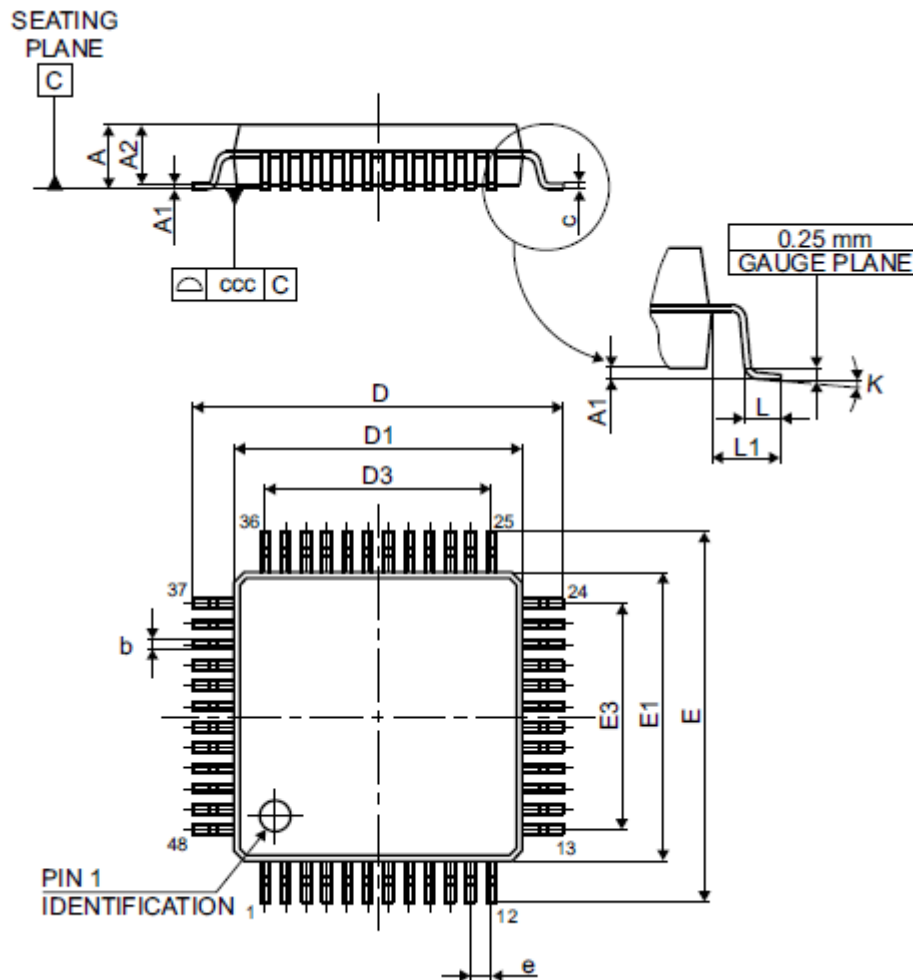 SEATING
PLANE
C
A
A2
A1
c
ccc C
0.25 mm
GAUGE PLANE
A1
K
L
L1
D
D1
D3
36
25
37
24
b
E3
E1
E
48
13
PIN 1
IDENTIFICATION
1
12
e